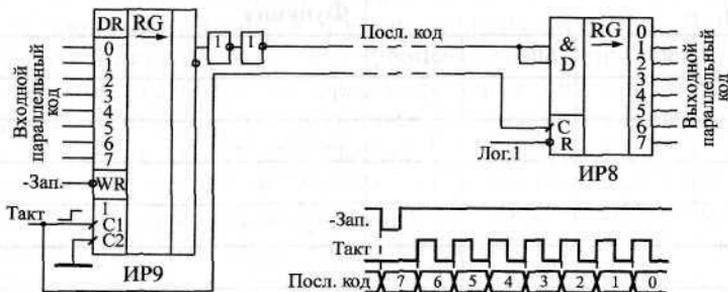 DR RG
0
1
2
3
4
5
6
7
Входной
параллельный
код
-Зап. WR
Такт 1
C1
C2
ИР9
1 1
Посл. код
& RG
D
C
R
Лог.1
ИР8
0
1
2
3
4
5
6
7
Выходной
параллельный
код
-Зап.
Такт
Посл. код 7 6 5 4 3 2 1 0